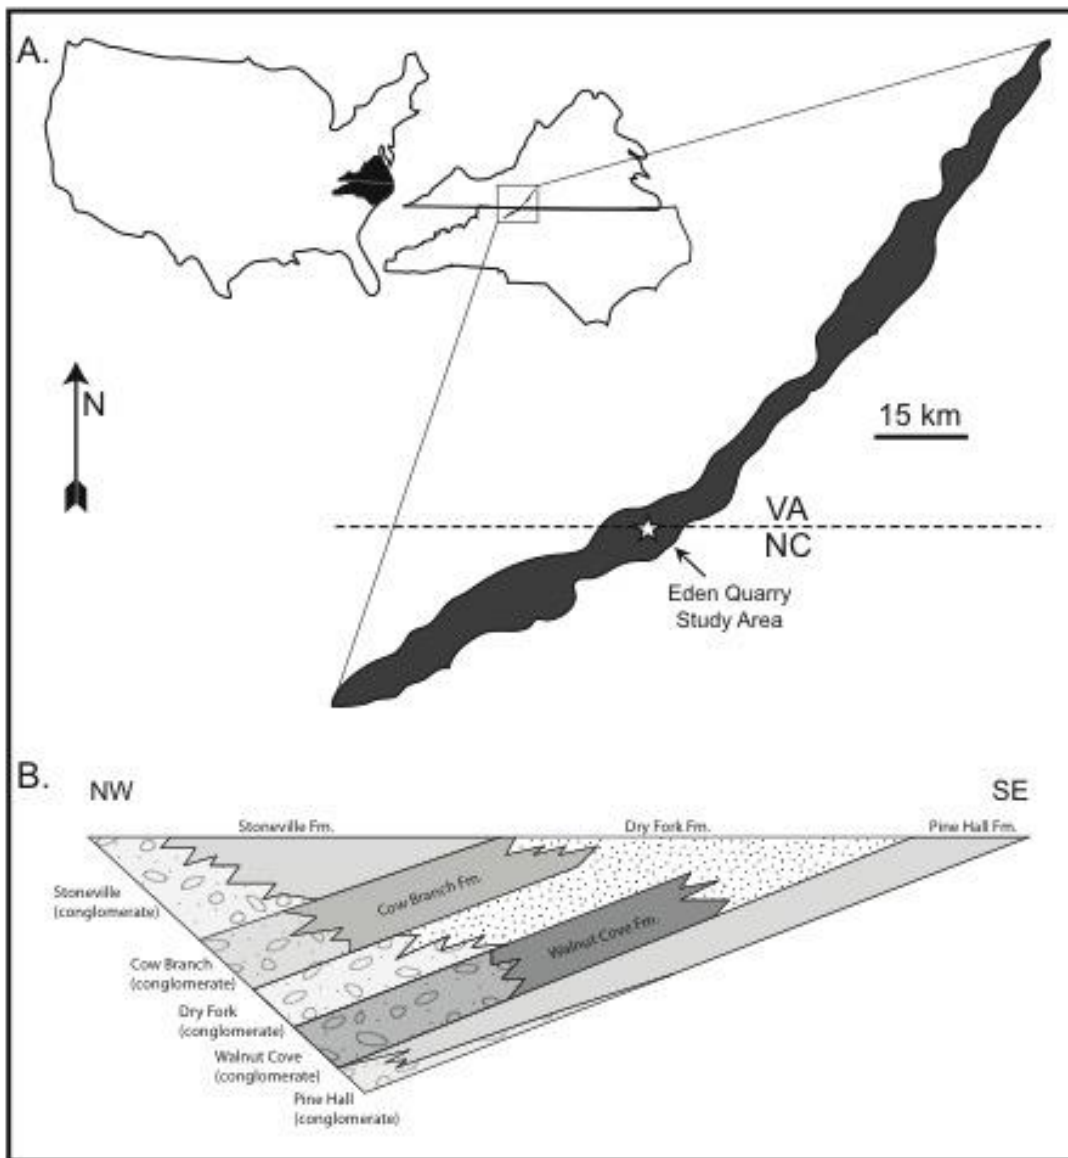 A.
N
15 km
VA
NC
Eden Quarry
Study Area
B.
NW
SE
Stoneville Fm.
Dry Fork Fm.
Pine Hall Fm.
Cow Branch Fm.
Walnut Cove Fm.
Stoneville
(conglomerate)
Cow Branch
(conglomerate)
Dry Fork
(conglomerate)
Walnut Cove
(conglomerate)
Pine Hall
(conglomerate)